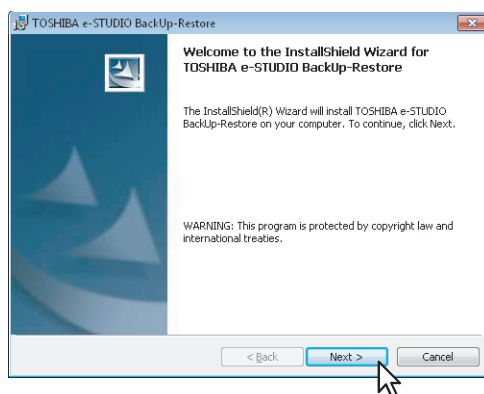 TOSHIBA e-STUDIO BackUp-Restore
Welcome to the InstallShield Wizard for
TOSHIBA e-STUDIO BackUp-Restore
The InstallShield(R) Wizard will install TOSHIBA e-STUDIO
BackUp-Restore on your computer. To continue, click Next.
WARNING: This program is protected by copyright law and
international treaties.
< Back Next > Cancel